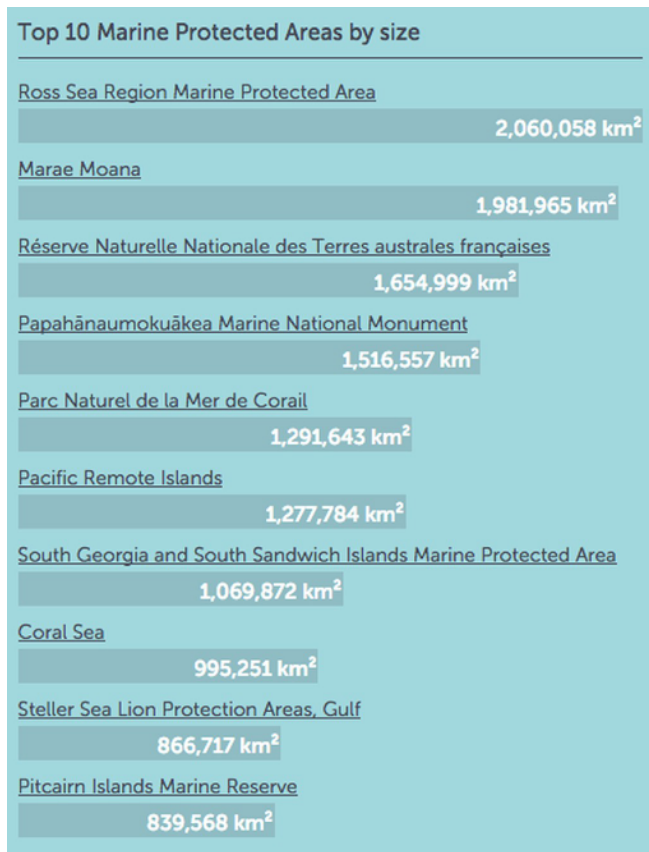 Top 10 Marine Protected Areas by size
Ross Sea Region Marine Protected Area
2,060,058 km²
Marae Moana
1,981,965 km²
Réserve Naturelle Nationale des Terres australes françaises
1,654,999 km²
Papahānaumokuākea Marine National Monument
1,516,557 km²
Parc Naturel de la Mer de Corail
1,291,643 km²
Pacific Remote Islands
1,277,784 km²
South Georgia and South Sandwich Islands Marine Protected Area
1,069,872 km²
Coral Sea
995,251 km²
Steller Sea Lion Protection Areas, Gulf
866,717 km²
Pitcairn Islands Marine Reserve
839,568 km²